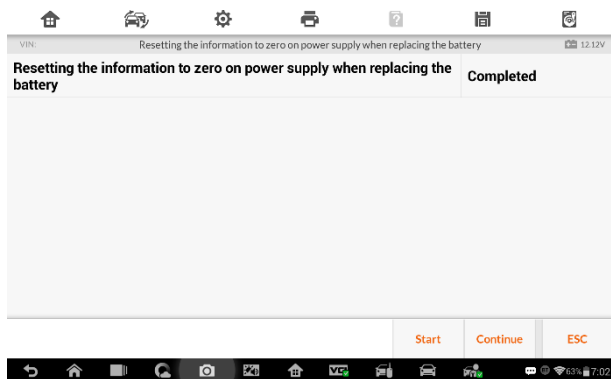 VIN:
Resetting the information to zero on power supply when replacing the battery
12.12V
Resetting the information to zero on power supply when replacing the
battery
Completed
Start
Continue
ESC
63%
7:02